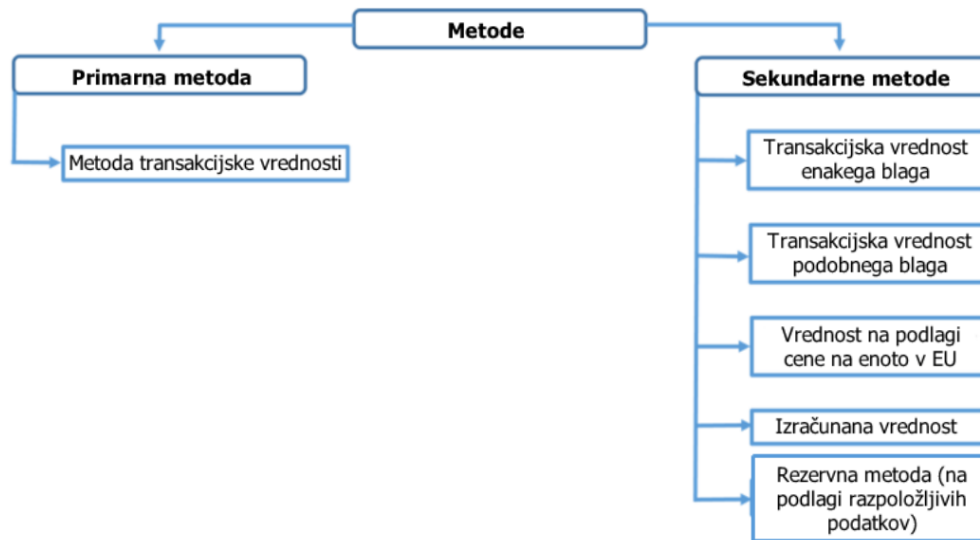 Metode
Primarna metoda
Metoda transakcijske vrednosti
Sekundarne metode
Transakcijska vrednost
enakega blaga
Transakcijska vrednost
podobnega blaga
Vrednost na podlagi
cene na enoto v EU
Izračunana vrednost
Rezervna metoda (na
podlagi razpoložljivih
podatkov)